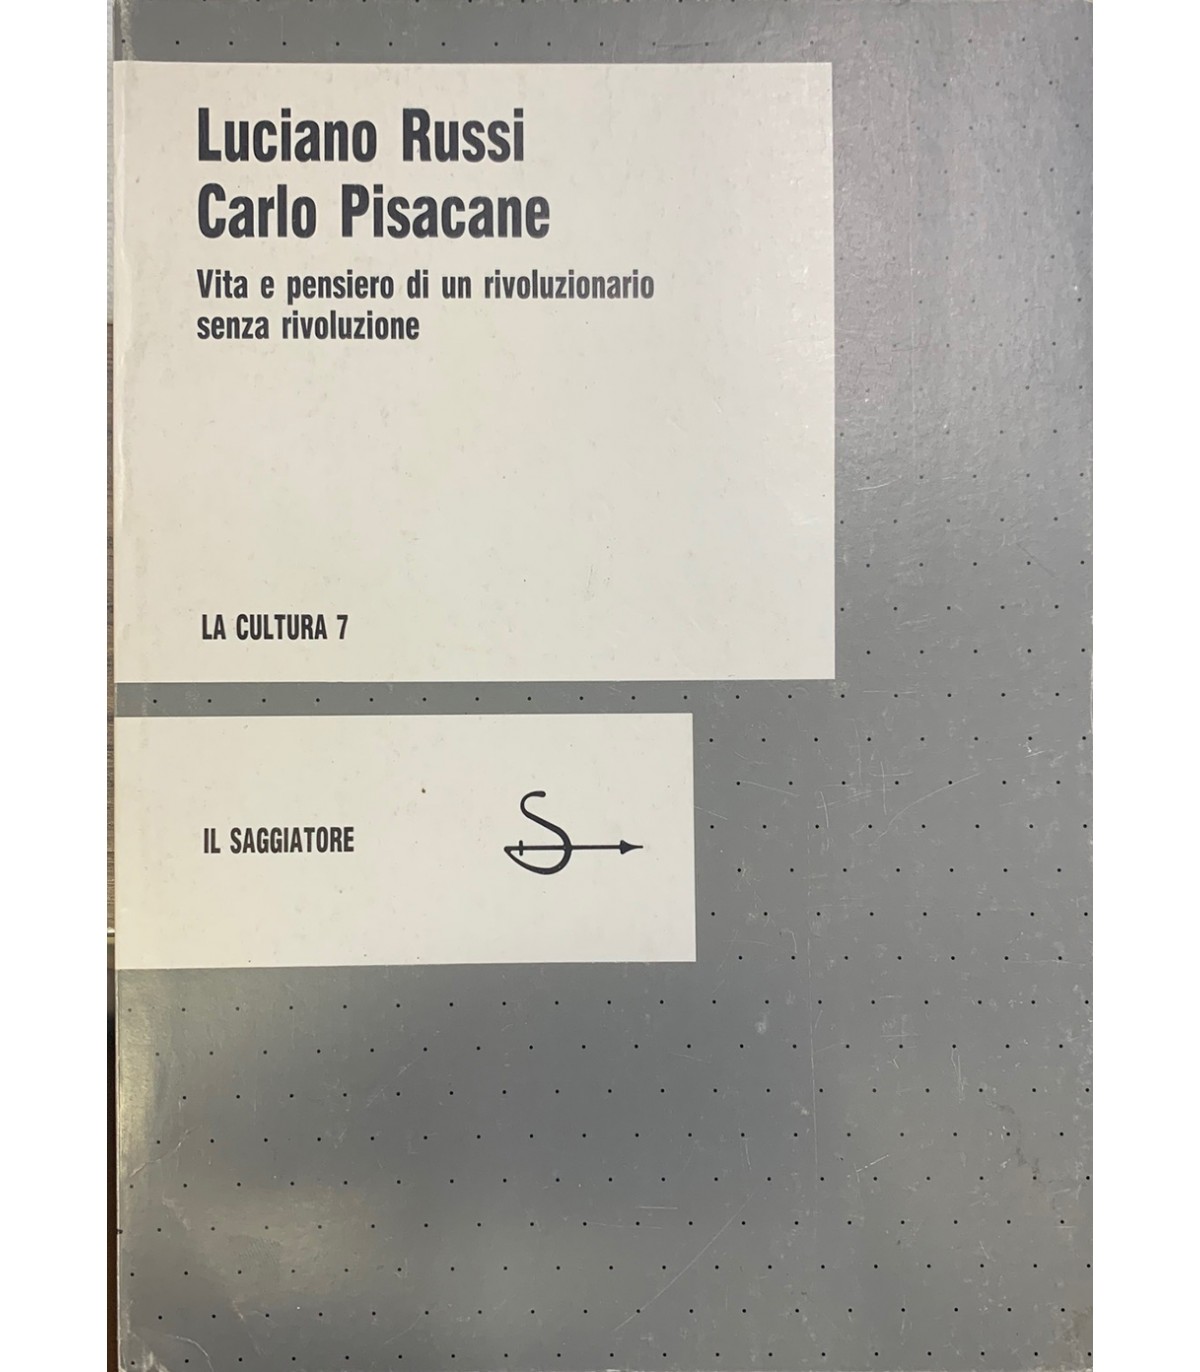 Luciano Russi
Carlo Pisacane
Vita e pensiero di un rivoluzionario
senza rivoluzione
LA CULTURA 7
IL SAGGIATORE